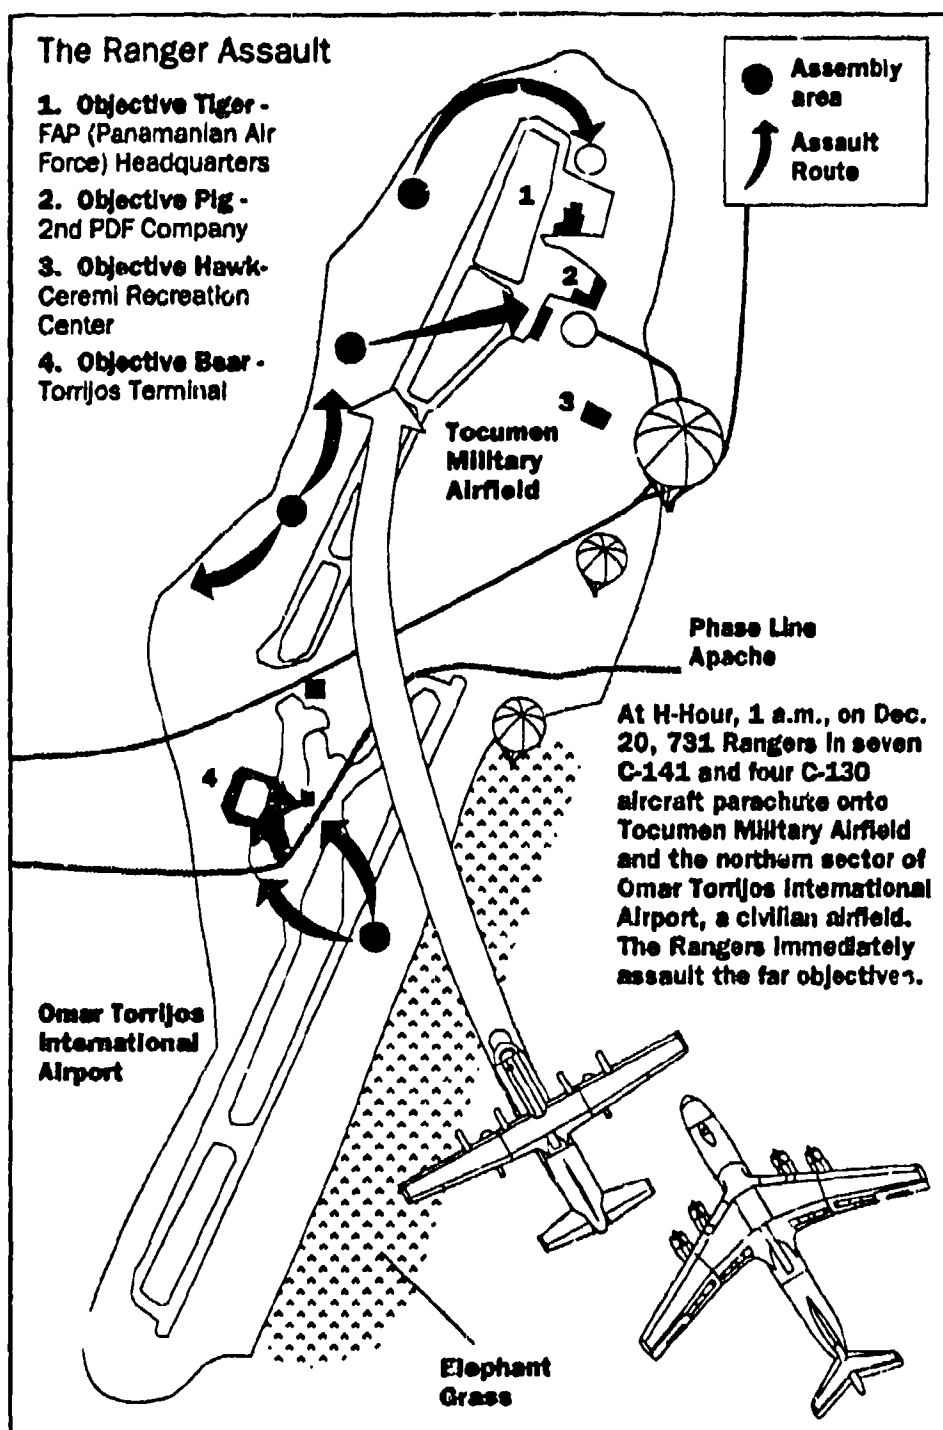 The Ranger Assault
1. Objective Tiger -
FAP (Panamanian Air
Force) Headquarters
2. Objective Pig -
2nd PDF Company
3. Objective Hawk-
Ceremi Recreation
Center
4. Objective Bear -
Torrijos Terminal
Assembly
area
Assault
Route
1
2
3
Tocumen
Military
Airfield
Phase Line
Apache
At H-Hour, 1 a.m., on Dec.
20, 731 Rangers in seven
C-141 and four C-130
aircraft parachute onto
Tocumen Military Airfield
and the northern sector of
Omar Torrijos International
Airport, a civilian airfield.
The Rangers immediately
assault the far objectives.
4
Omar Torrijos
International
Airport
Elephant
Grass